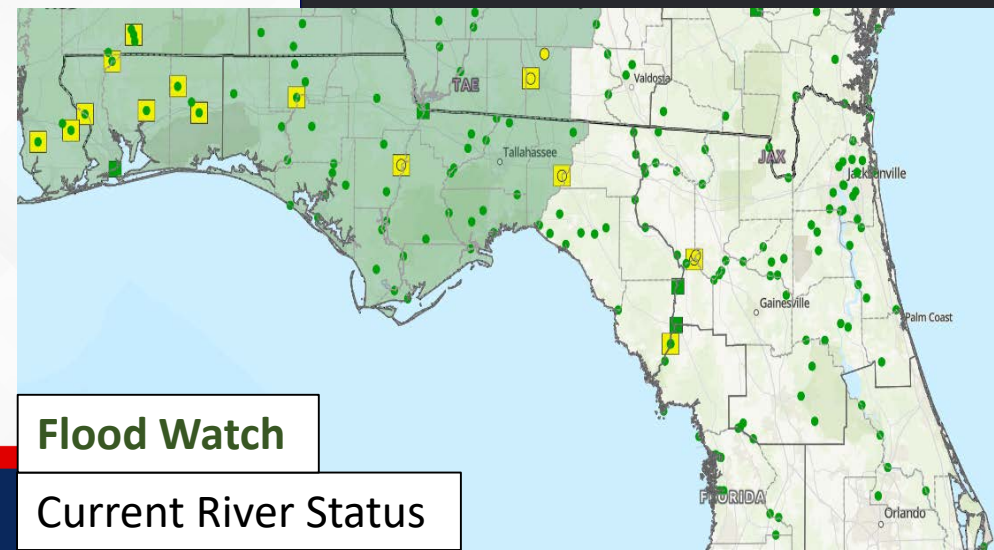 TAE
Valdosta
Tallahassee
JAX
Jacksonville
Gainesville
Palm Coast
FLORIDA
Orlando
Flood Watch
Current River Status